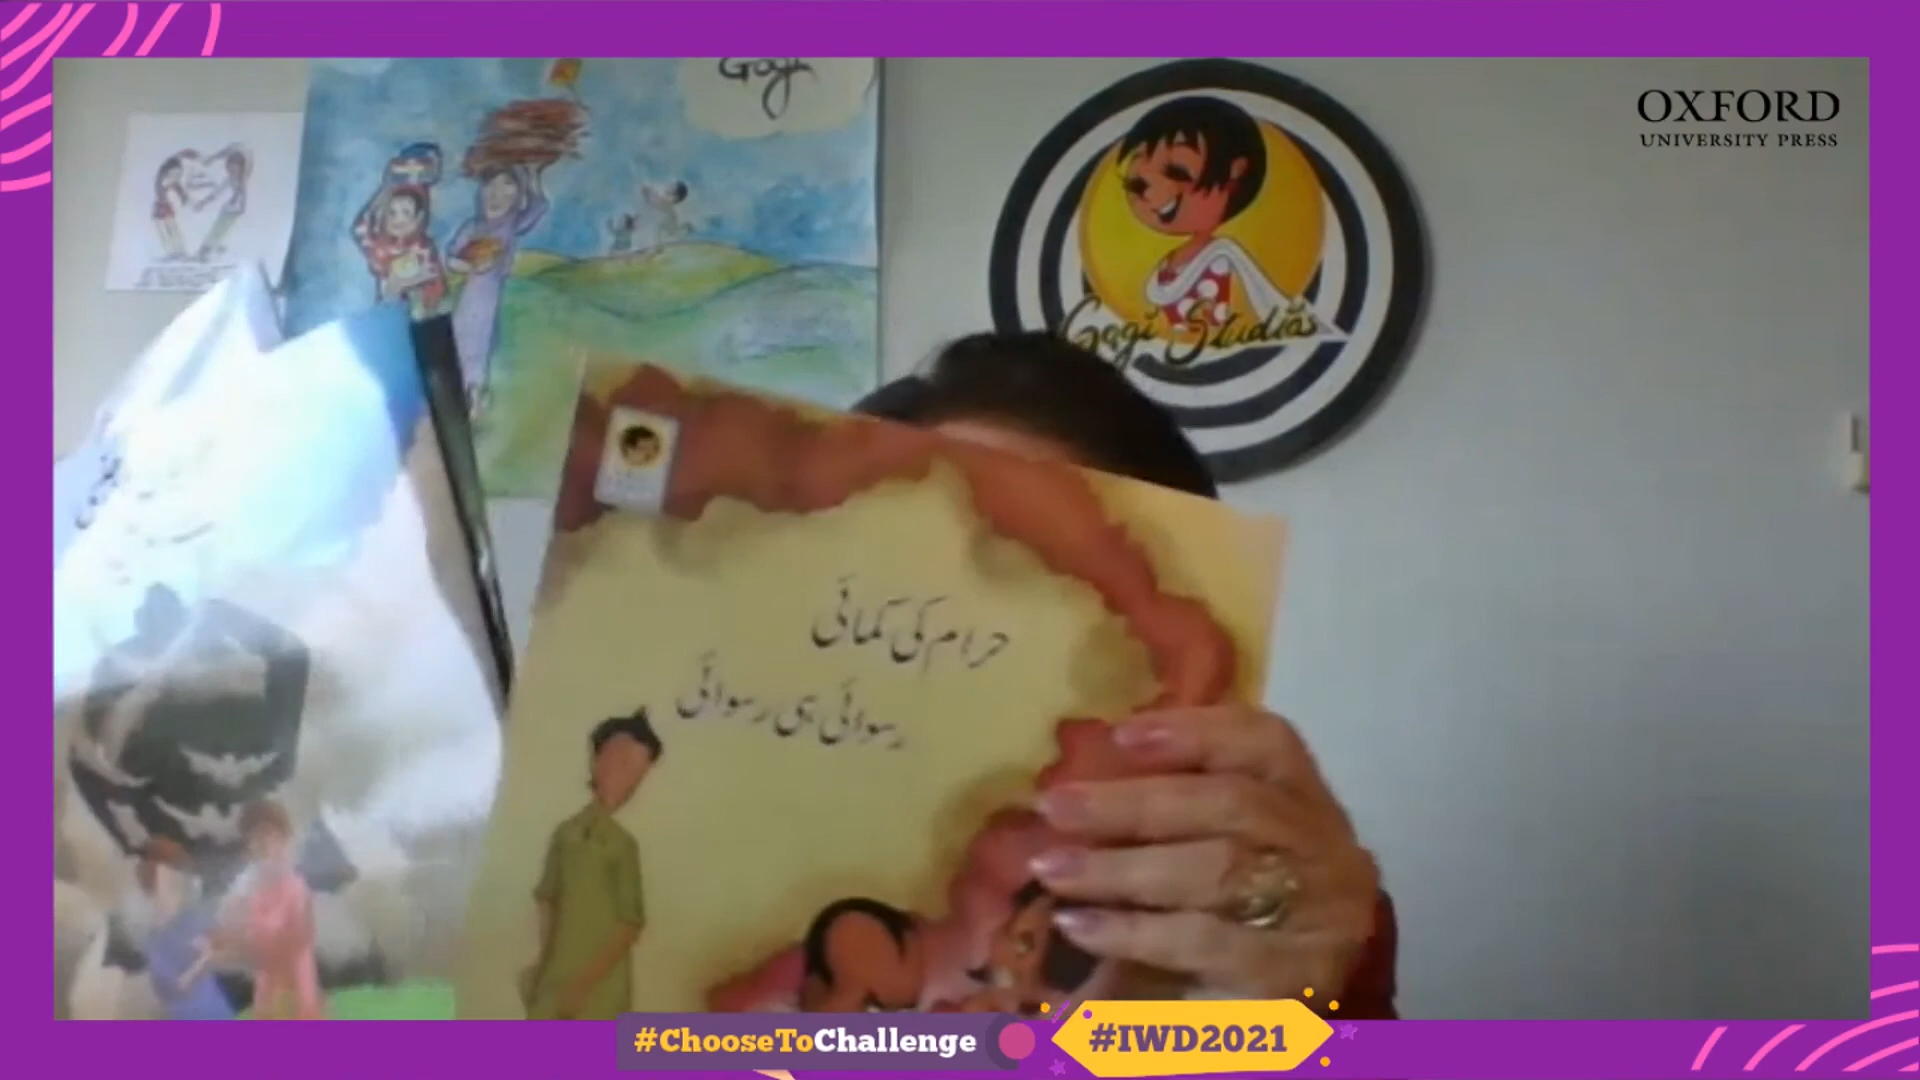 Gogi
OXFORD
UNIVERSITY PRESS
Gogi Studios
حرام کی کمائی
رسوائی ہی رسوائی
#ChooseToChallenge
#IWD2021